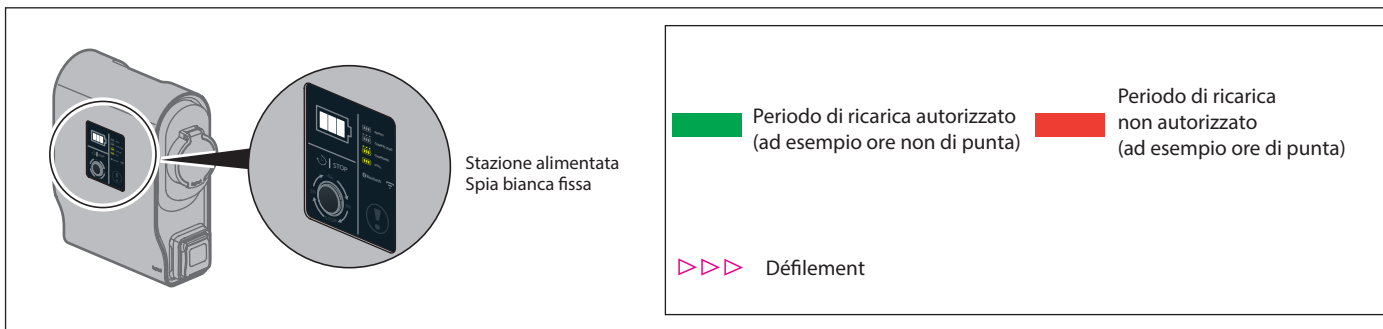 STOP
Bluetooth
Stazione alimentata
Spia bianca fissa
Periodo di ricarica autorizzato
(ad esempio ore non di punta)
Periodo di ricarica
non autorizzato
(ad esempio ore di punta)
Défilement